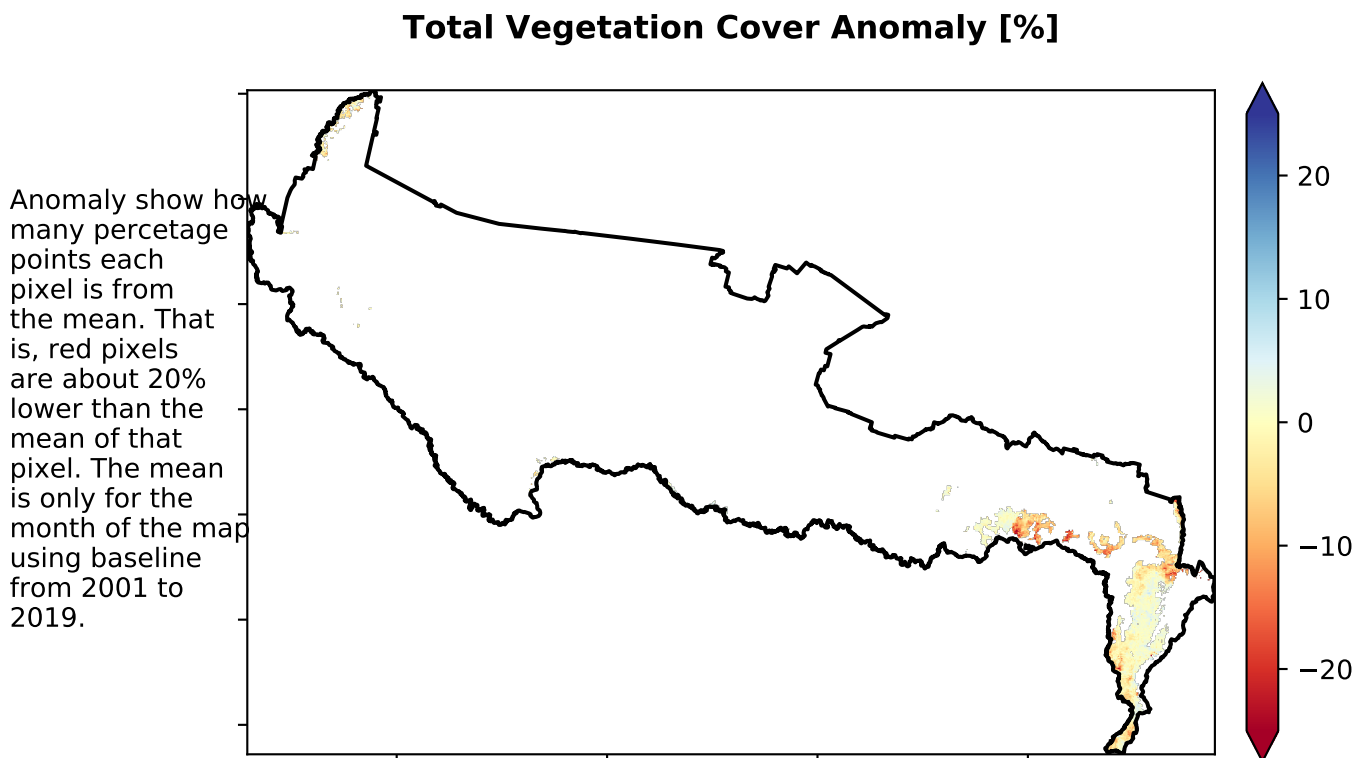 Total Vegetation Cover Anomaly [%]
Anomaly show how
many percetage
points each
pixel is from
the mean. That
is, red pixels
are about 20%
lower than the
mean of that
pixel. The mean
is only for the
month of the map
using baseline
from 2001 to
2019.
20
10
0
−10
−20